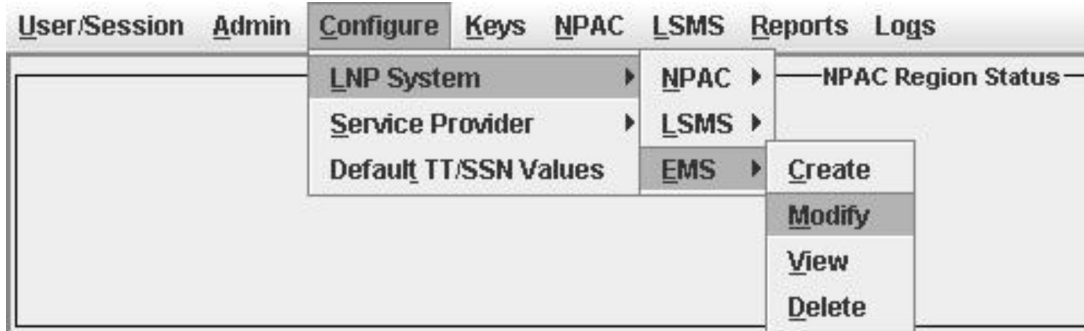 User/Session Admin Configure Keys NPAC LSMS Reports Logs
LNP System NPAC NPAC Region Status
Service Provider LSMS
Default TT/SSN Values EMS Create
Modify
View
Delete